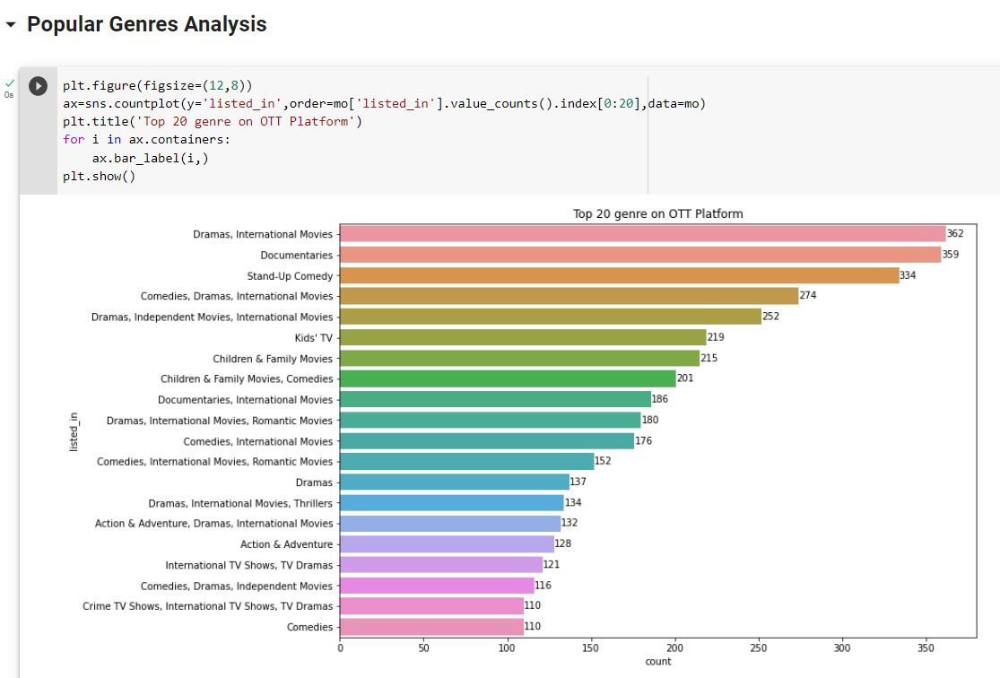 Popular Genres Analysis
0s
plt.figure(figsize=(12,8))
ax=sns.countplot(y='listed_in',order=mo['listed_in'].value_counts().index[0:20],data=mo)
plt.title('Top 20 genre on OTT Platform')
for i in ax.containers:
    ax.bar_label(i,)
plt.show()
Top 20 genre on OTT Platform
Dramas, International Movies 362
Documentaries 359
Stand-Up Comedy 334
Comedies, Dramas, International Movies 274
Dramas, Independent Movies, International Movies 252
Kids' TV 219
Children & Family Movies 215
Children & Family Movies, Comedies 201
Documentaries, International Movies 186
Dramas, International Movies, Romantic Movies 180
Comedies, International Movies 176
Comedies, International Movies, Romantic Movies 152
Dramas 137
Dramas, International Movies, Thrillers 134
Action & Adventure, Dramas, International Movies 132
Action & Adventure 128
International TV Shows, TV Dramas 121
Comedies, Dramas, Independent Movies 116
Crime TV Shows, International TV Shows, TV Dramas 110
Comedies 110
listed_in
0 50 100 150 200 250 300 350
count